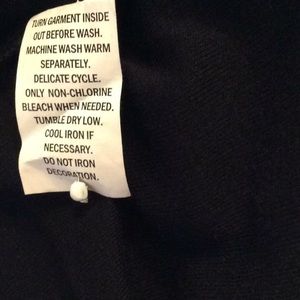 TURN GARMENT INSIDE
OUT BEFORE WASH.
MACHINE WASH WARM
SEPARATELY.
DELICATE CYCLE.
ONLY NON-CHLORINE
BLEACH WHEN NEEDED.
TUMBLE DRY LOW.
COOL IRON IF
NECESSARY.
DO NOT IRON
DECORATION.